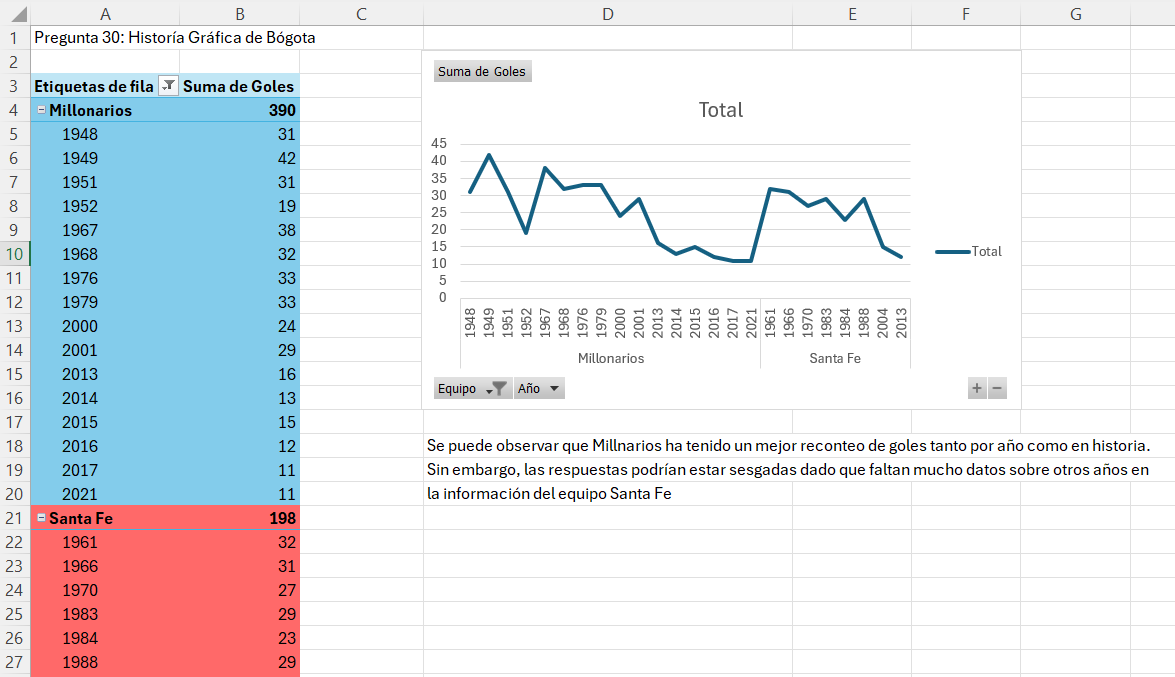 A B C D E F G
1 Pregunta 30: Historía Gráfica de Bógota
2
3 Etiquetas de fila Suma de Goles
4 Millonarios 390
5 1948 31
6 1949 42
7 1951 31
8 1952 19
9 1967 38
10 1968 32
11 1976 33
12 1979 33
13 2000 24
14 2001 29
15 2013 16
16 2014 13
17 2015 15
18 2016 12
19 2017 11
20 2021 11
21 Santa Fe 198
22 1961 32
23 1966 31
24 1970 27
25 1983 29
26 1984 23
27 1988 29
Suma de Goles
Total
45
40
35
30
25
20
15
10
5
0
Total
1948 1949 1951 1952 1967 1968 1976 1979 2000 2001 2013 2014 2015 2016 2017 2021 1961 1966 1970 1983 1984 1988 2004 2013
Millonarios Santa Fe
Equipo Año + −
Se puede observar que Millnarios ha tenido un mejor reconteo de goles tanto por año como en historia.
Sin embargo, las respuestas podrían estar sesgadas dado que faltan mucho datos sobre otros años en
la información del equipo Santa Fe